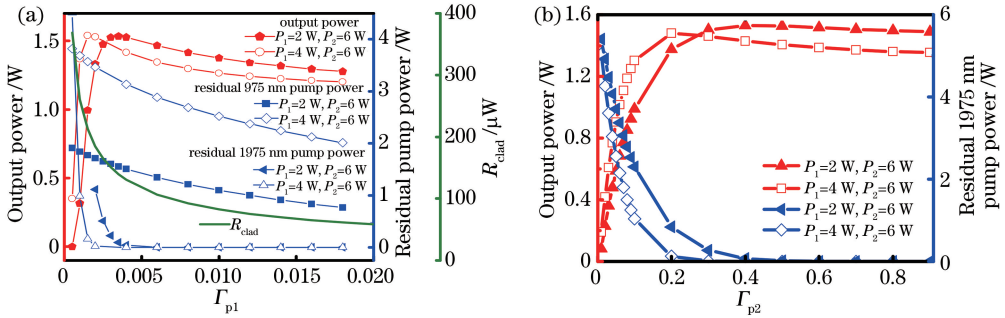 (a)
Output power /W
1.5
1.0
0.5
0
0
0.005
0.010
0.015
0.020
Γp1
output power
P1=2 W, P2=6 W
P1=4 W, P2=6 W
residual 975 nm pump power
P1=2 W, P2=6 W
P1=4 W, P2=6 W
residual 1975 nm pump power
P1=2 W, P2=6 W
P1=4 W, P2=6 W
Rclad
4
3
2
1
0
Residual pump power /W
400
300
200
100
0
Rclad /μW
(b)
Output power /W
1.6
1.2
0.8
0.4
0
0
0.2
0.4
0.6
0.8
Γp2
P1=2 W, P2=6 W
P1=4 W, P2=6 W
P1=2 W, P2=6 W
P1=4 W, P2=6 W
6
4
2
0
Residual 1975 nm
pump power /W